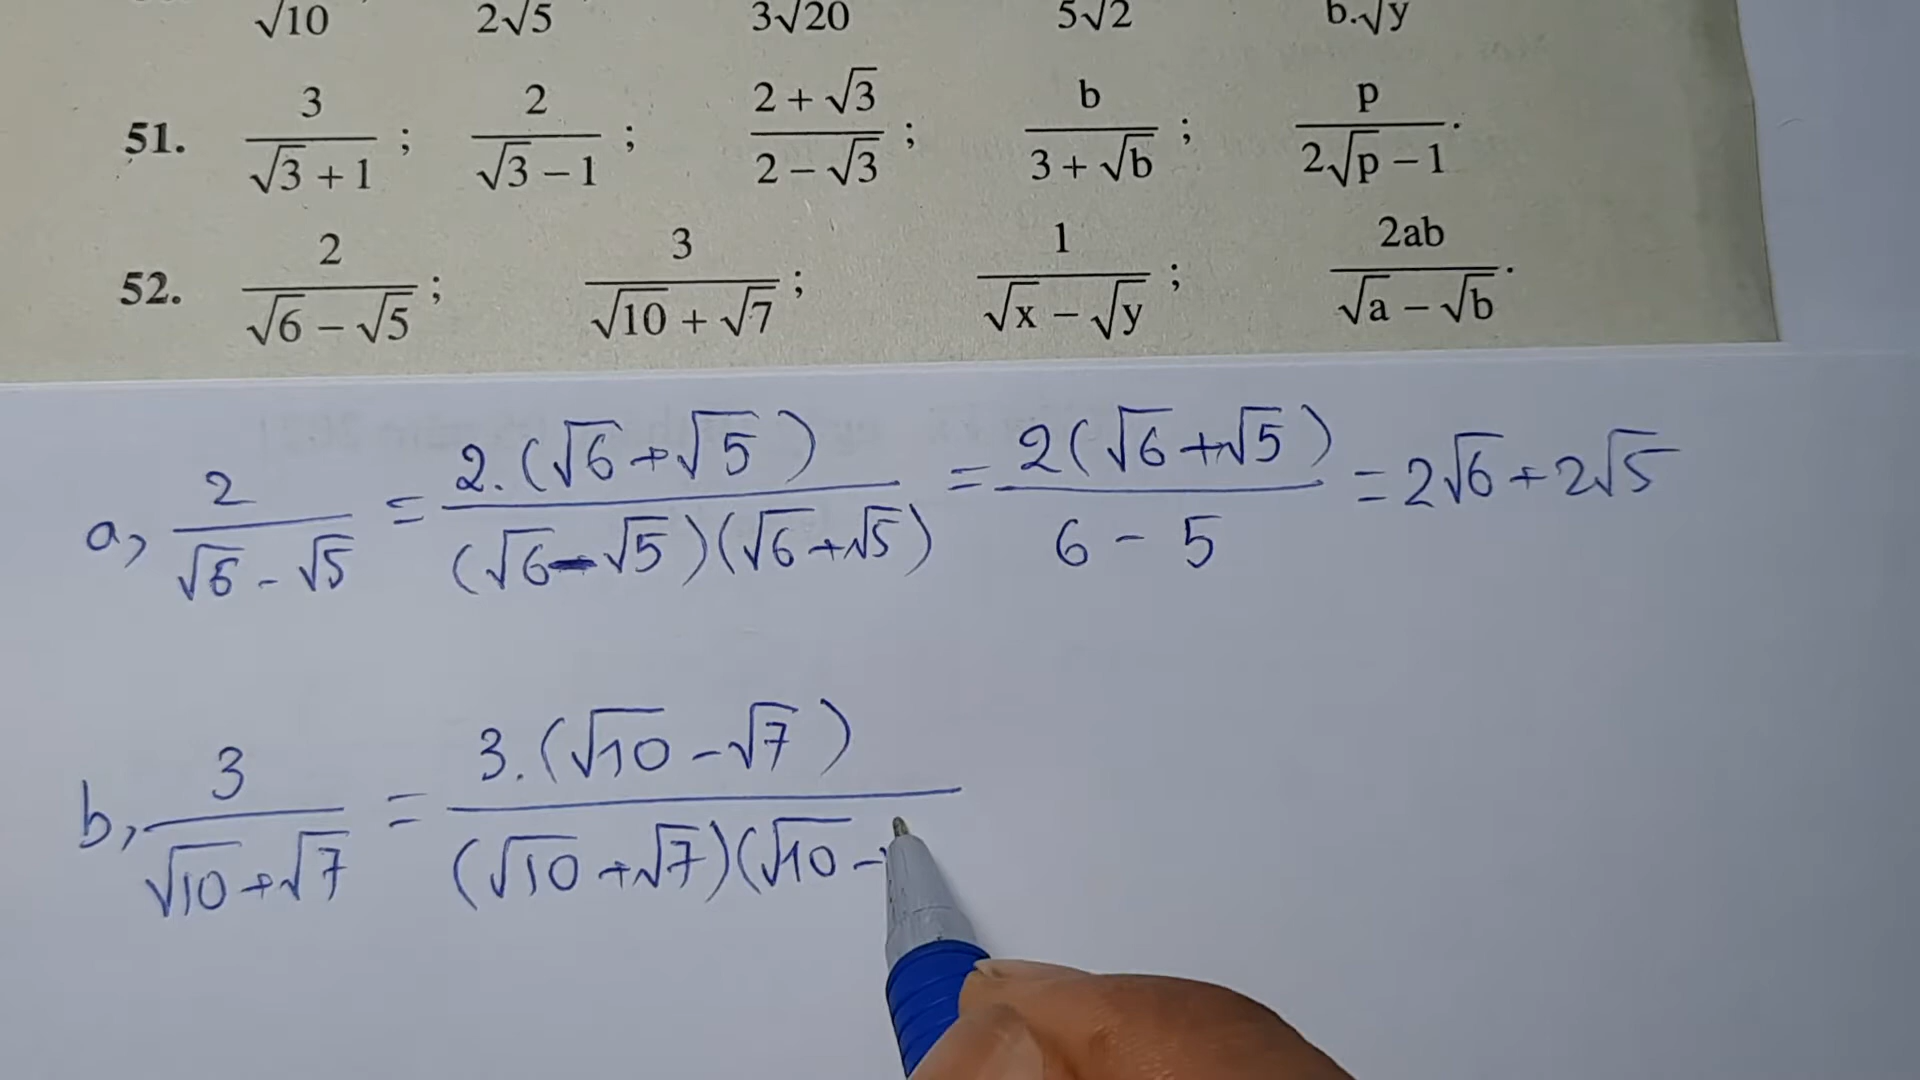 √10 2√5 3√20 5√2 b.√y
51. 3/(√3 + 1) ; 2/(√3 − 1) ; (2 + √3)/(2 − √3) ; b/(3 + √b) ; p/(2√p − 1).
52. 2/(√6 − √5) ; 3/(√10 + √7) ; 1/(√x − √y) ; 2ab/(√a − √b).
a, 2/(√6 - √5) = 2.(√6 + √5)/((√6 - √5)(√6 + √5)) = 2(√6 + √5)/(6 - 5) = 2√6 + 2√5
b, 3/(√10 + √7) = 3.(√10 - √7)/((√10 + √7)(√10 -